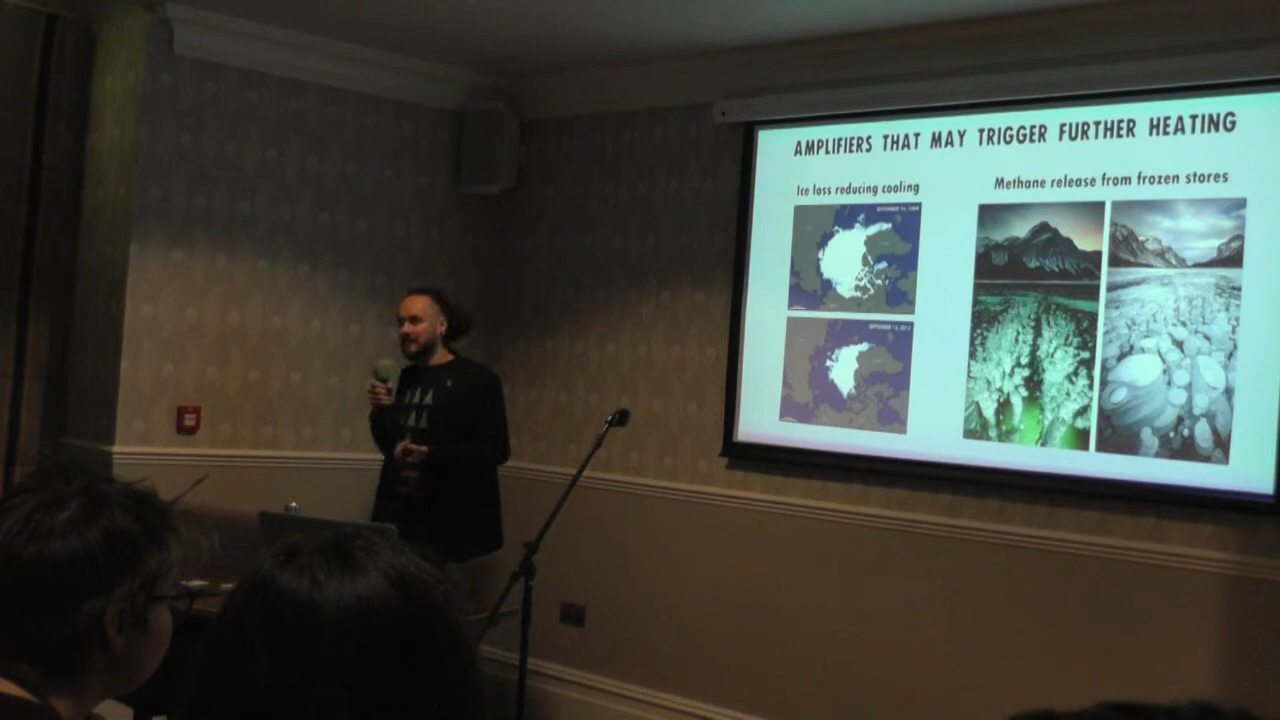 AMPLIFIERS THAT MAY TRIGGER FURTHER HEATING
Ice loss reducing cooling
Methane release from frozen stores